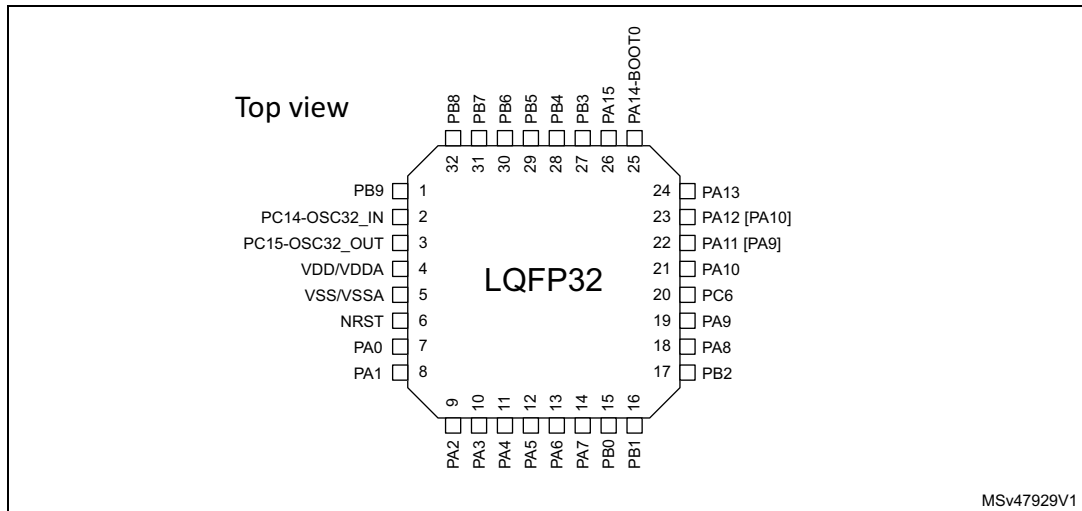 Top view
PB8
PB7
PB6
PB5
PB4
PB3
PA15
PA14-BOOT0
32
31
30
29
28
27
26
25
PB9 1
PC14-OSC32_IN 2
PC15-OSC32_OUT 3
VDD/VDDA 4
VSS/VSSA 5
NRST 6
PA0 7
PA1 8
LQFP32
24 PA13
23 PA12 [PA10]
22 PA11 [PA9]
21 PA10
20 PC6
19 PA9
18 PA8
17 PB2
9
10
11
12
13
14
15
16
PA2
PA3
PA4
PA5
PA6
PA7
PB0
PB1
MSv47929V1